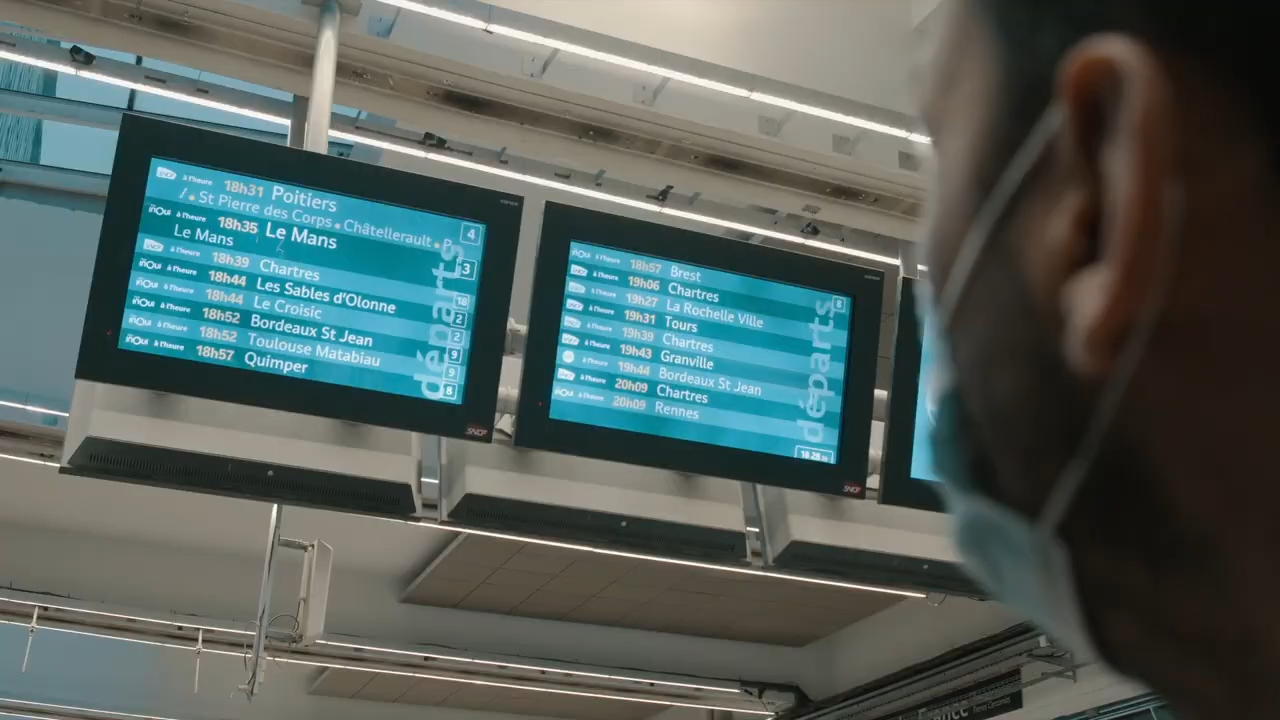 à l'heure 18h31 Poitiers 4
St Pierre des Corps Châtellerault P
inOui à l'heure 18h35 Le Mans 3
Le Mans
à l'heure 18h39 Chartres 18
inOui à l'heure 18h44 Les Sables d'Olonne 2
inOui à l'heure 18h44 Le Croisic 2
inOui à l'heure 18h52 Bordeaux St Jean 9
inOui à l'heure 18h52 Toulouse Matabiau 9
inOui à l'heure 18h57 Quimper 8
départs
SNCF
inOui à l'heure 18h57 Brest 8
à l'heure 19h06 Chartres
à l'heure 19h27 La Rochelle Ville
à l'heure 19h31 Tours
à l'heure 19h39 Chartres
à l'heure 19h43 Granville
à l'heure 19h44 Bordeaux St Jean
à l'heure 20h09 Chartres
inOui à l'heure 20h09 Rennes
départs
18:28
SNCF
France